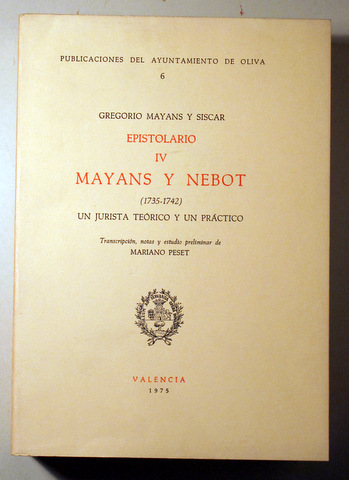 PUBLICACIONES DEL AYUNTAMIENTO DE OLIVA
6
GREGORIO MAYANS Y SISCAR
EPISTOLARIO
IV
MAYANS Y NEBOT
(1735-1742)
UN JURISTA TEÓRICO Y UN PRÁCTICO
Transcripción, notas y estudio preliminar de
MARIANO PESET
VALENCIA
1975